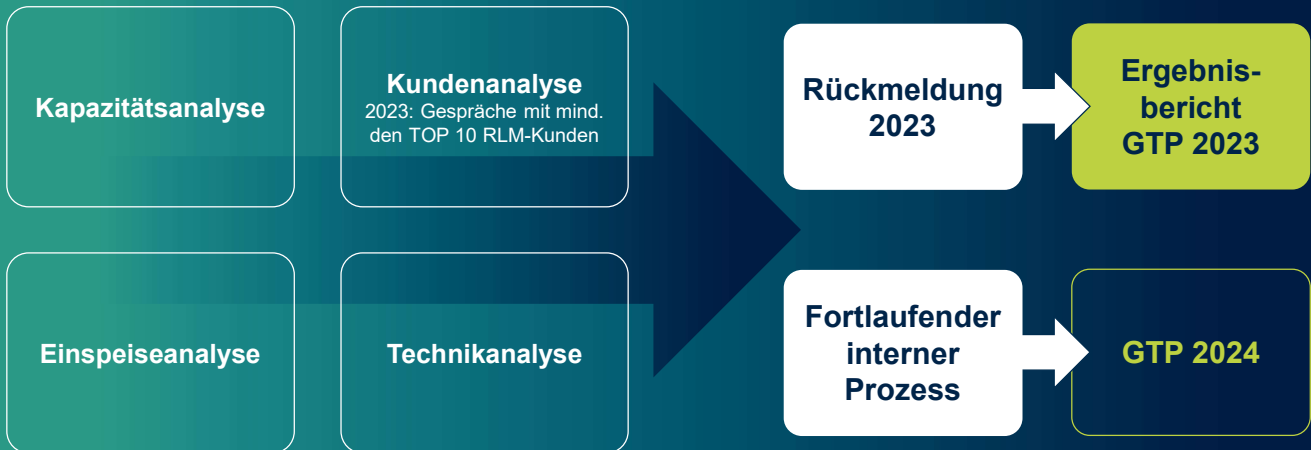 Kapazitätsanalyse
Kundenanalyse
2023: Gespräche mit mind.
den TOP 10 RLM-Kunden
Rückmeldung
2023
Ergebnis-
bericht
GTP 2023
Einspeiseanalyse
Technikanalyse
Fortlaufender
interner
Prozess
GTP 2024